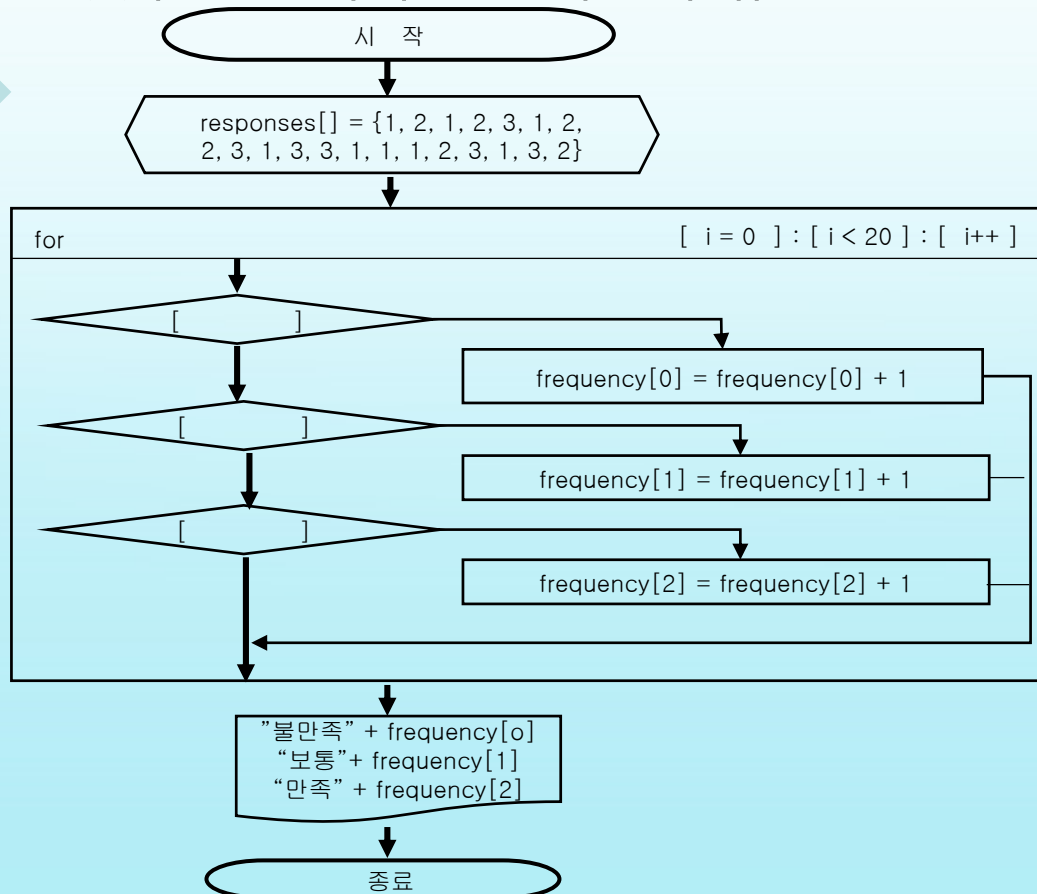 시 작
responses[] = {1, 2, 1, 2, 3, 1, 2,
2, 3, 1, 3, 3, 1, 1, 1, 2, 3, 1, 3, 2}
for [ i = 0 ] : [ i < 20 ] : [ i++ ]
[ ]
frequency[0] = frequency[0] + 1
[ ]
frequency[1] = frequency[1] + 1
[ ]
frequency[2] = frequency[2] + 1
”불만족” + frequency[o]
“보통”+ frequency[1]
“만족” + frequency[2]
종료